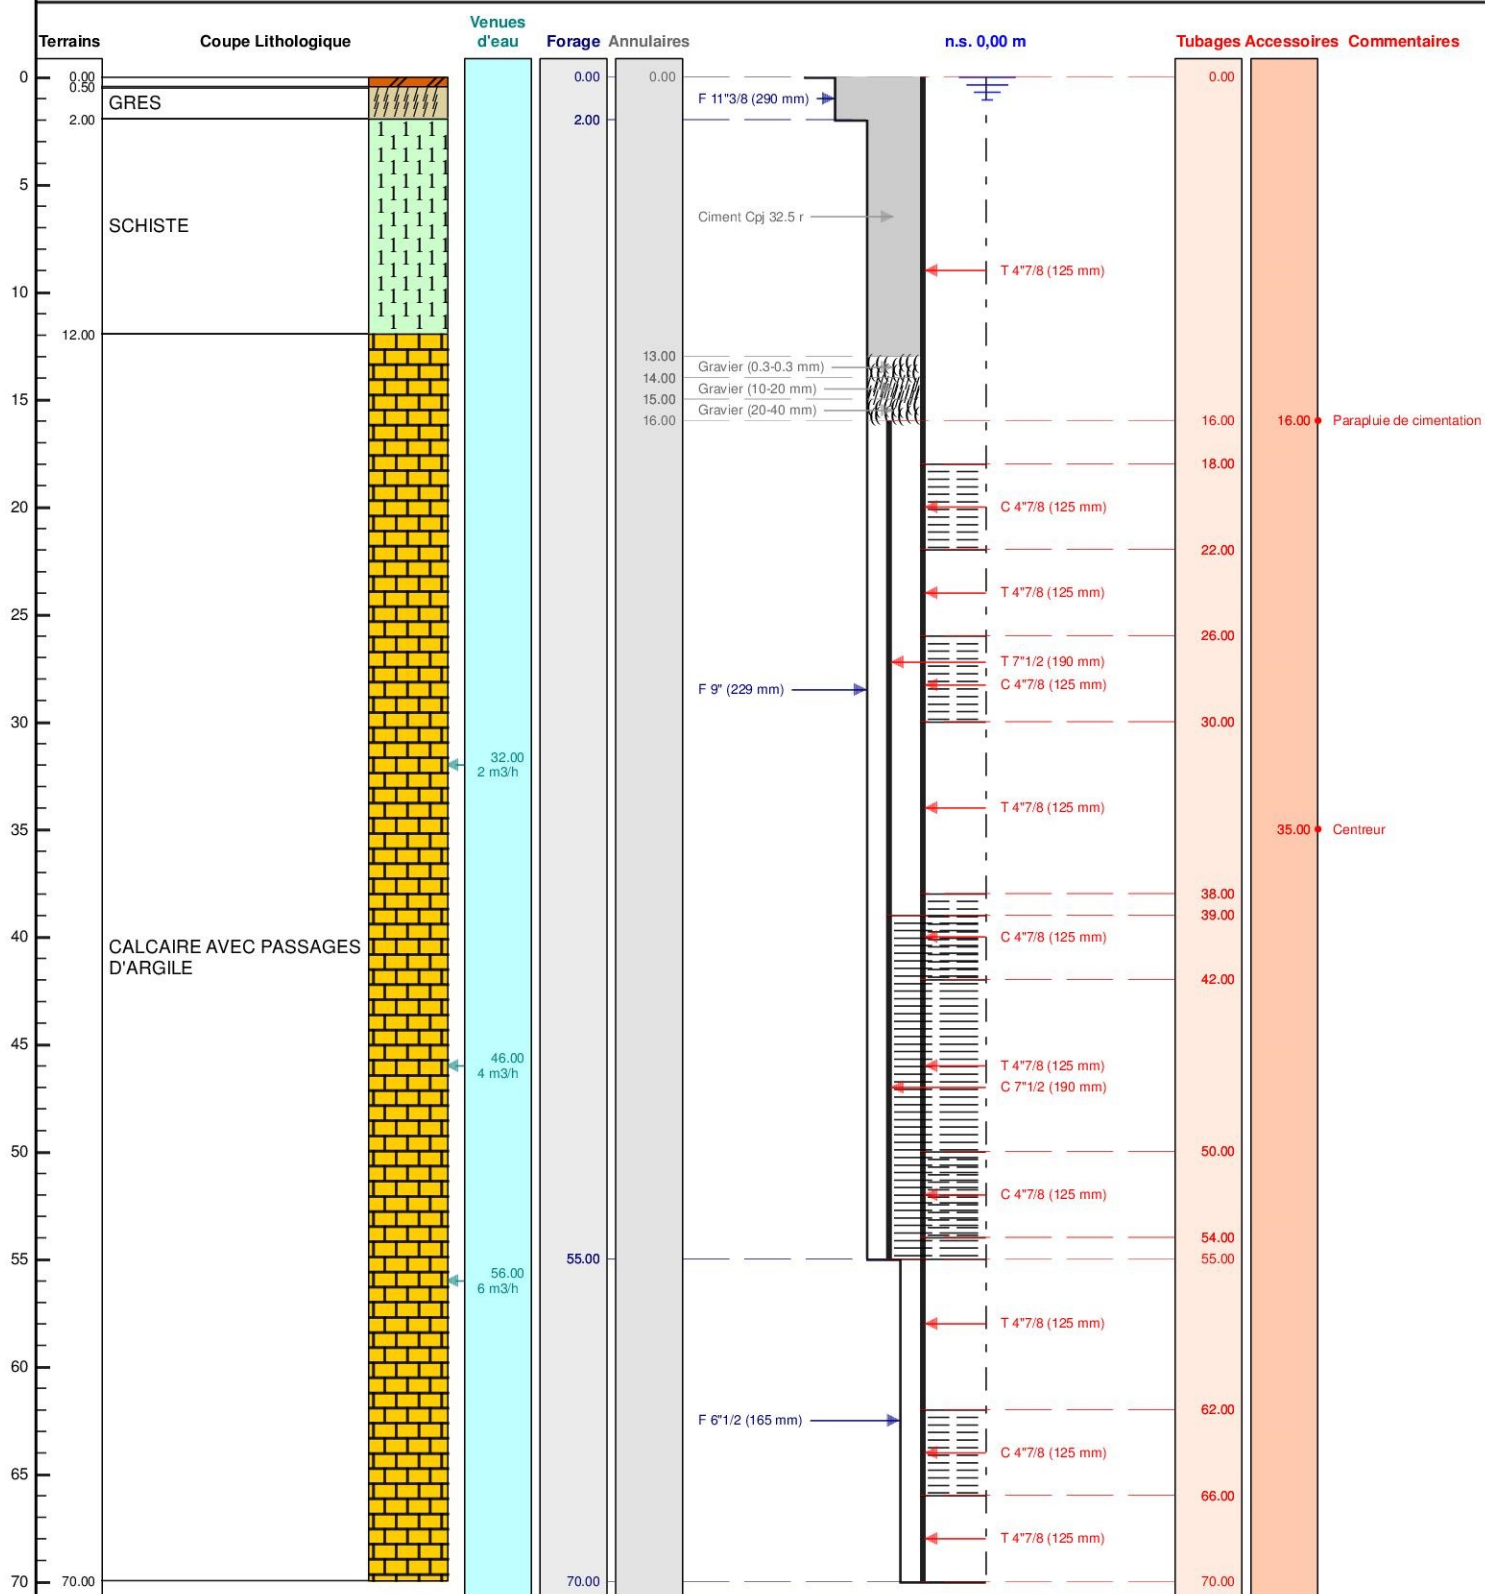 Venues
Terrains Coupe Lithologique d'eau Forage Annulaires n.s. 0,00 m Tubages Accessoires Commentaires
0 0.00 0.00 0.00 0.00
0.50
GRES F 11"3/8 (290 mm)
2.00 2.00
5
Ciment Cpj 32.5 r
SCHISTE
T 4"7/8 (125 mm)
10
12.00
13.00
Gravier (0.3-0.3 mm)
14.00
Gravier (10-20 mm)
15 15.00
Gravier (20-40 mm)
16.00 16.00 16.00 Parapluie de cimentation
18.00
20 C 4"7/8 (125 mm)
22.00
T 4"7/8 (125 mm)
25
26.00
T 7"1/2 (190 mm)
F 9" (229 mm) C 4"7/8 (125 mm)
30 30.00
32.00
2 m3/h
T 4"7/8 (125 mm)
35 35.00 Centreur
38.00
39.00
40 C 4"7/8 (125 mm)
CALCAIRE AVEC PASSAGES
D'ARGILE
42.00
45
46.00 T 4"7/8 (125 mm)
4 m3/h
C 7"1/2 (190 mm)
50 50.00
C 4"7/8 (125 mm)
54.00
55 55.00 55.00
56.00
6 m3/h
T 4"7/8 (125 mm)
60
62.00
F 6"1/2 (165 mm)
C 4"7/8 (125 mm)
65
66.00
T 4"7/8 (125 mm)
70 70.00 70.00 70.00